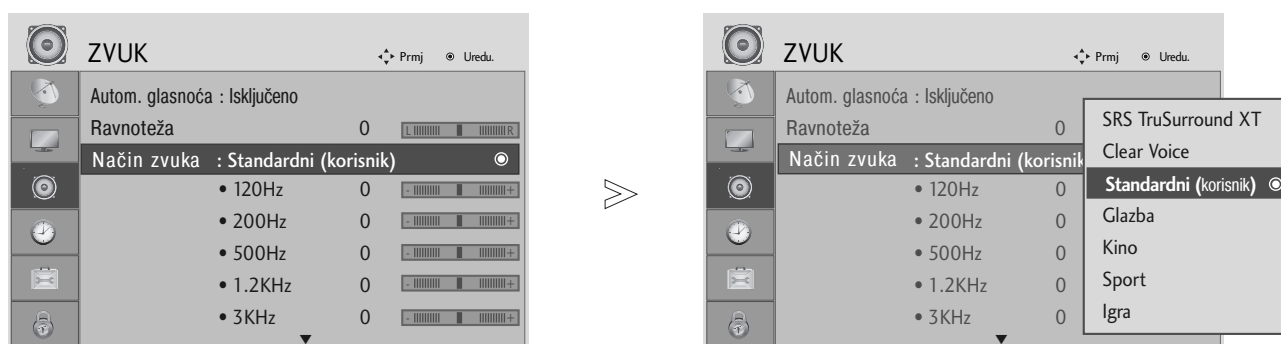 ZVUK
Prmj Uredu.
Autom. glasnoća : Isključeno
Ravnoteža 0 L R
Način zvuka : Standardni (korisnik)
• 120Hz 0 - +
• 200Hz 0 - +
• 500Hz 0 - +
• 1.2KHz 0 - +
• 3KHz 0 - +
ZVUK
Prmj Uredu.
Autom. glasnoća : Isključeno
Ravnoteža 0
Način zvuka : Standardni (korisnik
• 120Hz 0
• 200Hz 0
• 500Hz 0
• 1.2KHz 0
• 3KHz 0
SRS TruSurround XT
Clear Voice
Standardni (korisnik)
Glazba
Kino
Sport
Igra